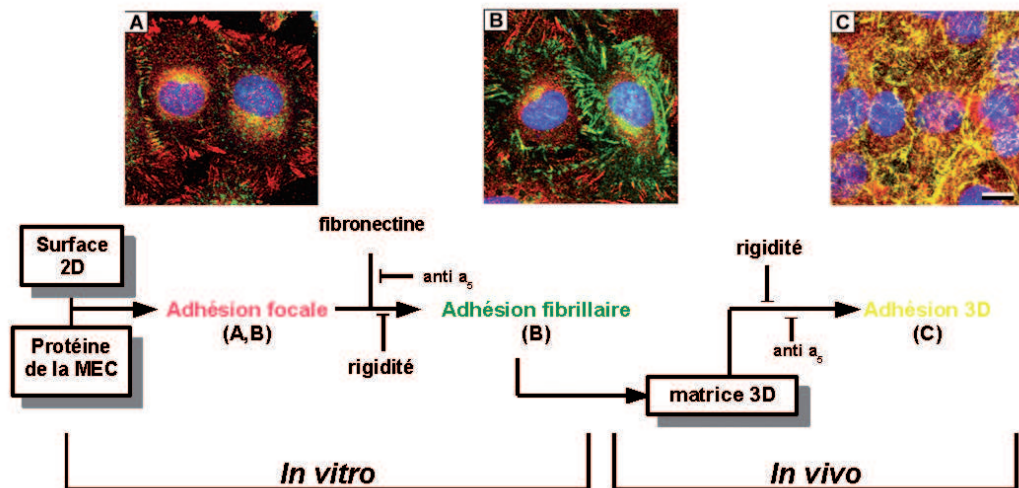 A
B
C
fibronectine
Surface
2D
anti a5
rigidité
Adhésion focale
(A,B)
Adhésion fibrillaire
(B)
Adhésion 3D
(C)
Protéine
de la MEC
rigidité
anti a5
matrice 3D
In vitro
In vivo